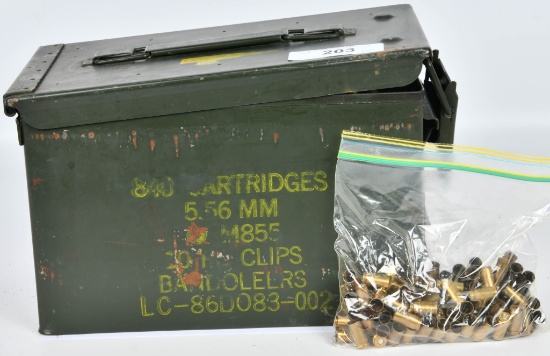 203
840 CARTRIDGES
5.56 MM
M855
CLIPS
BANDOLEERS
LC-86D083-002